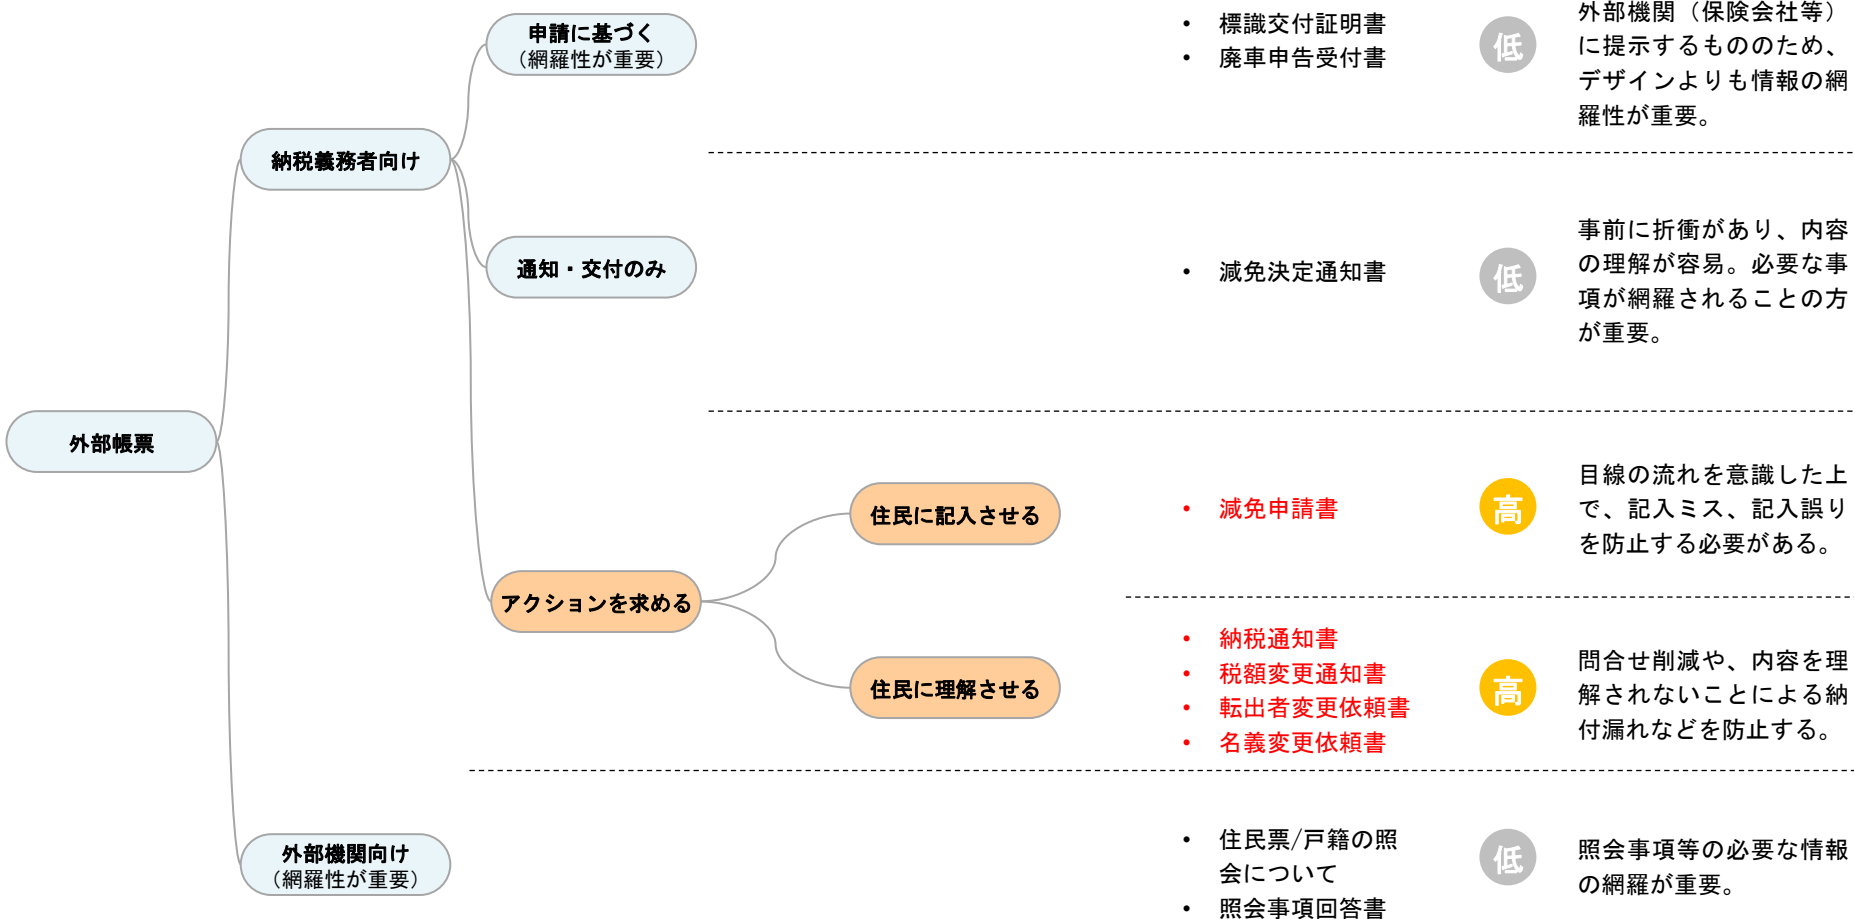 申請に基づく
（網羅性が重要）
• 標識交付証明書
• 廃車申告受付書
低
外部機関（保険会社等）
に提示するもののため、
デザインよりも情報の網
羅性が重要。
納税義務者向け
通知・交付のみ
• 減免決定通知書
低
事前に折衝があり、内容
の理解が容易。必要な事
項が網羅されることの方
が重要。
外部帳票
住民に記入させる
• 減免申請書
高
目線の流れを意識した上
で、記入ミス、記入誤り
を防止する必要がある。
アクションを求める
住民に理解させる
• 納税通知書
• 税額変更通知書
• 転出者変更依頼書
• 名義変更依頼書
高
問合せ削減や、内容を理
解されないことによる納
付漏れなどを防止する。
外部機関向け
（網羅性が重要）
• 住民票/戸籍の照
会について
• 照会事項回答書
低
照会事項等の必要な情報
の網羅が重要。